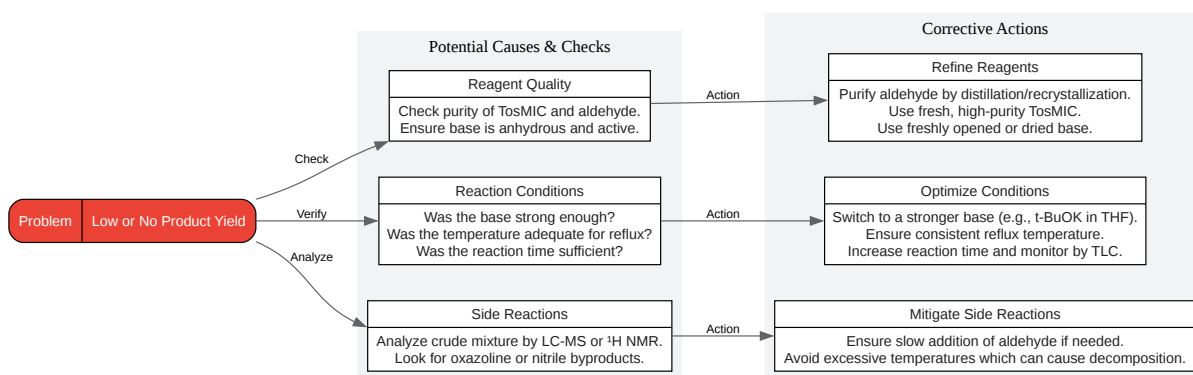 Problem
Low or No Product Yield
Check
Verify
Analyze
Potential Causes & Checks
Reagent Quality
Check purity of TosMIC and aldehyde.
Ensure base is anhydrous and active.
Reaction Conditions
Was the base strong enough?
Was the temperature adequate for reflux?
Was the reaction time sufficient?
Side Reactions
Analyze crude mixture by LC-MS or ¹H NMR.
Look for oxazoline or nitrile byproducts.
Action
Action
Action
Corrective Actions
Refine Reagents
Purify aldehyde by distillation/recrystallization.
Use fresh, high-purity TosMIC.
Use freshly opened or dried base.
Optimize Conditions
Switch to a stronger base (e.g., t-BuOK in THF).
Ensure consistent reflux temperature.
Increase reaction time and monitor by TLC.
Mitigate Side Reactions
Ensure slow addition of aldehyde if needed.
Avoid excessive temperatures which can cause decomposition.